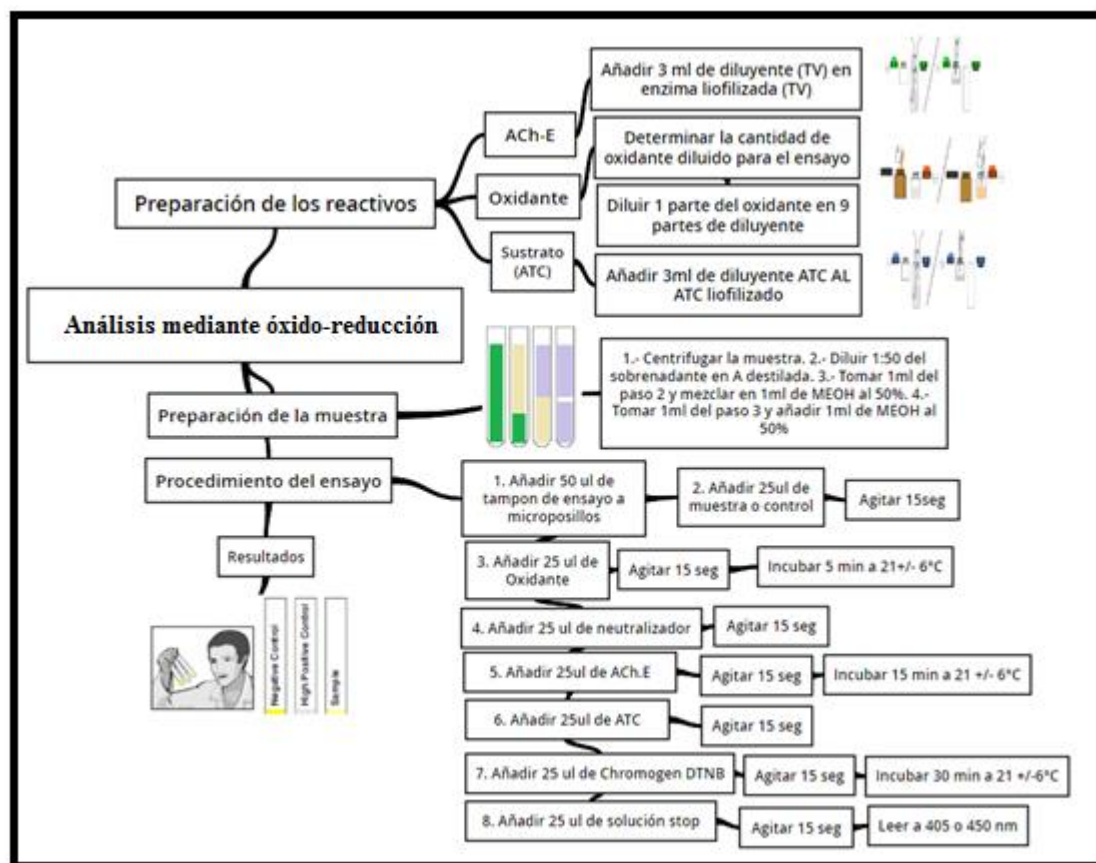 Añadir 3 ml de diluyente (TV) en
enzima liofilizada (TV)
ACh-E
Determinar la cantidad de
oxidante diluido para el ensayo
Preparación de los reactivos
Oxidante
Diluir 1 parte del oxidante en 9
partes de diluyente
Sustrato
(ATC)
Añadir 3ml de diluyente ATC AL
ATC liofilizado
Análisis mediante óxido-reducción
Preparación de la muestra
1.- Centrifugar la muestra. 2.- Diluir 1:50 del
sobrenadante en A destilada. 3.- Tomar 1ml del
paso 2 y mezclar en 1ml de MEOH al 50%. 4.-
Tomar 1ml del paso 3 y añadir 1ml de MEOH al
50%
Procedimiento del ensayo
1. Añadir 50 ul de
tampon de ensayo a
microposillos
2. Añadir 25ul de
muestra o control
Agitar 15seg
3. Añadir 25 ul de
Oxidante
Agitar 15 seg
Incubar 5 min a 21+/- 6°C
4. Añadir 25 ul de neutralizador
Agitar 15 seg
5. Añadir 25ul de ACh.E
Agitar 15 seg
Incubar 15 min a 21 +/- 6°C
6. Añadir 25ul de ATC
Agitar 15 seg
7. Añadir 25 ul de Chromogen DTNB
Agitar 15 seg
Incubar 30 min a 21 +/-6°C
8. Añadir 25 ul de solución stop
Agitar 15 seg
Leer a 405 o 450 nm
Resultados
Negative Control
High Positive Control
Sample